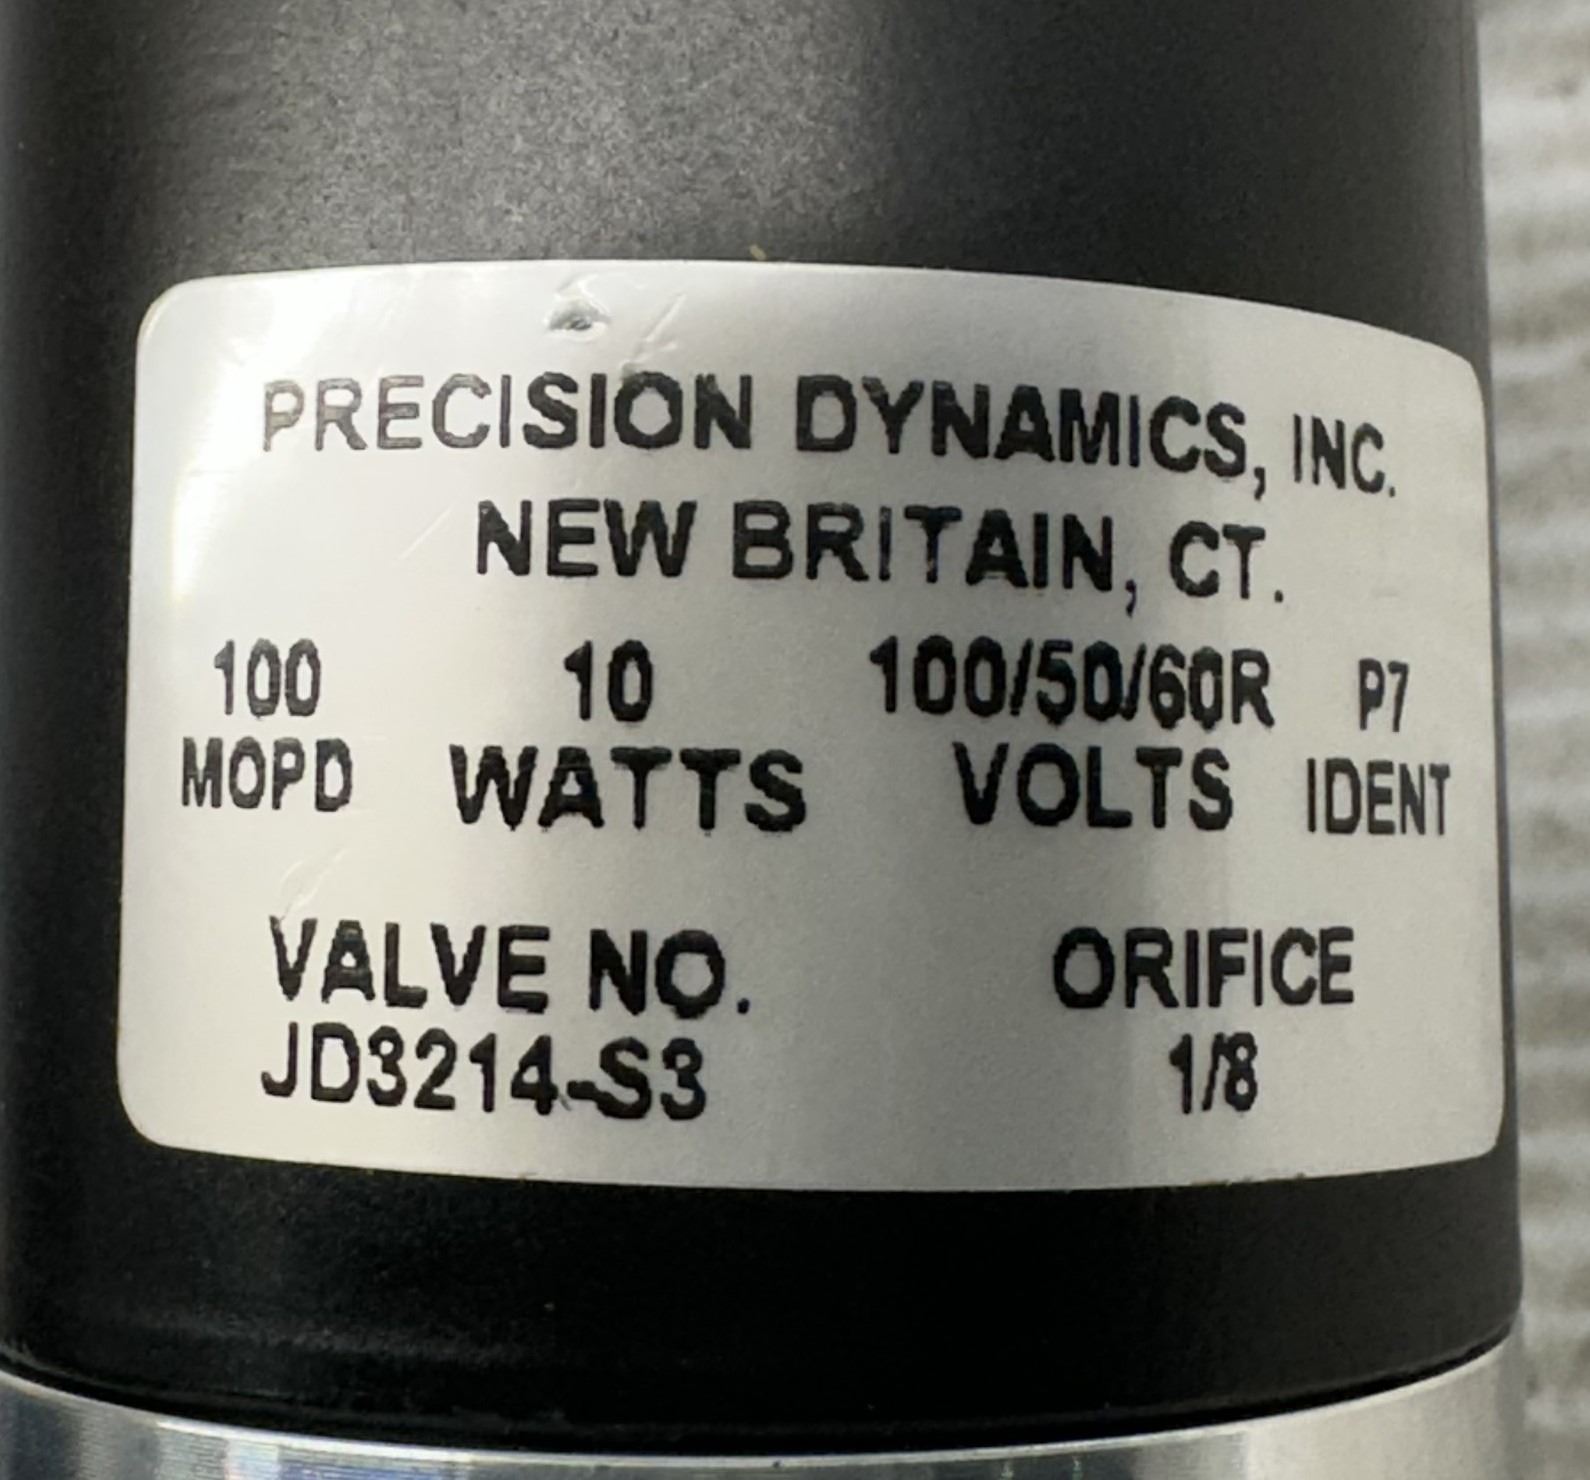 PRECISION DYNAMICS, INC.
NEW BRITAIN, CT.
100 10 100/50/60R P7
MOPD WATTS VOLTS IDENT
VALVE NO. ORIFICE
JD3214-S3 1/8